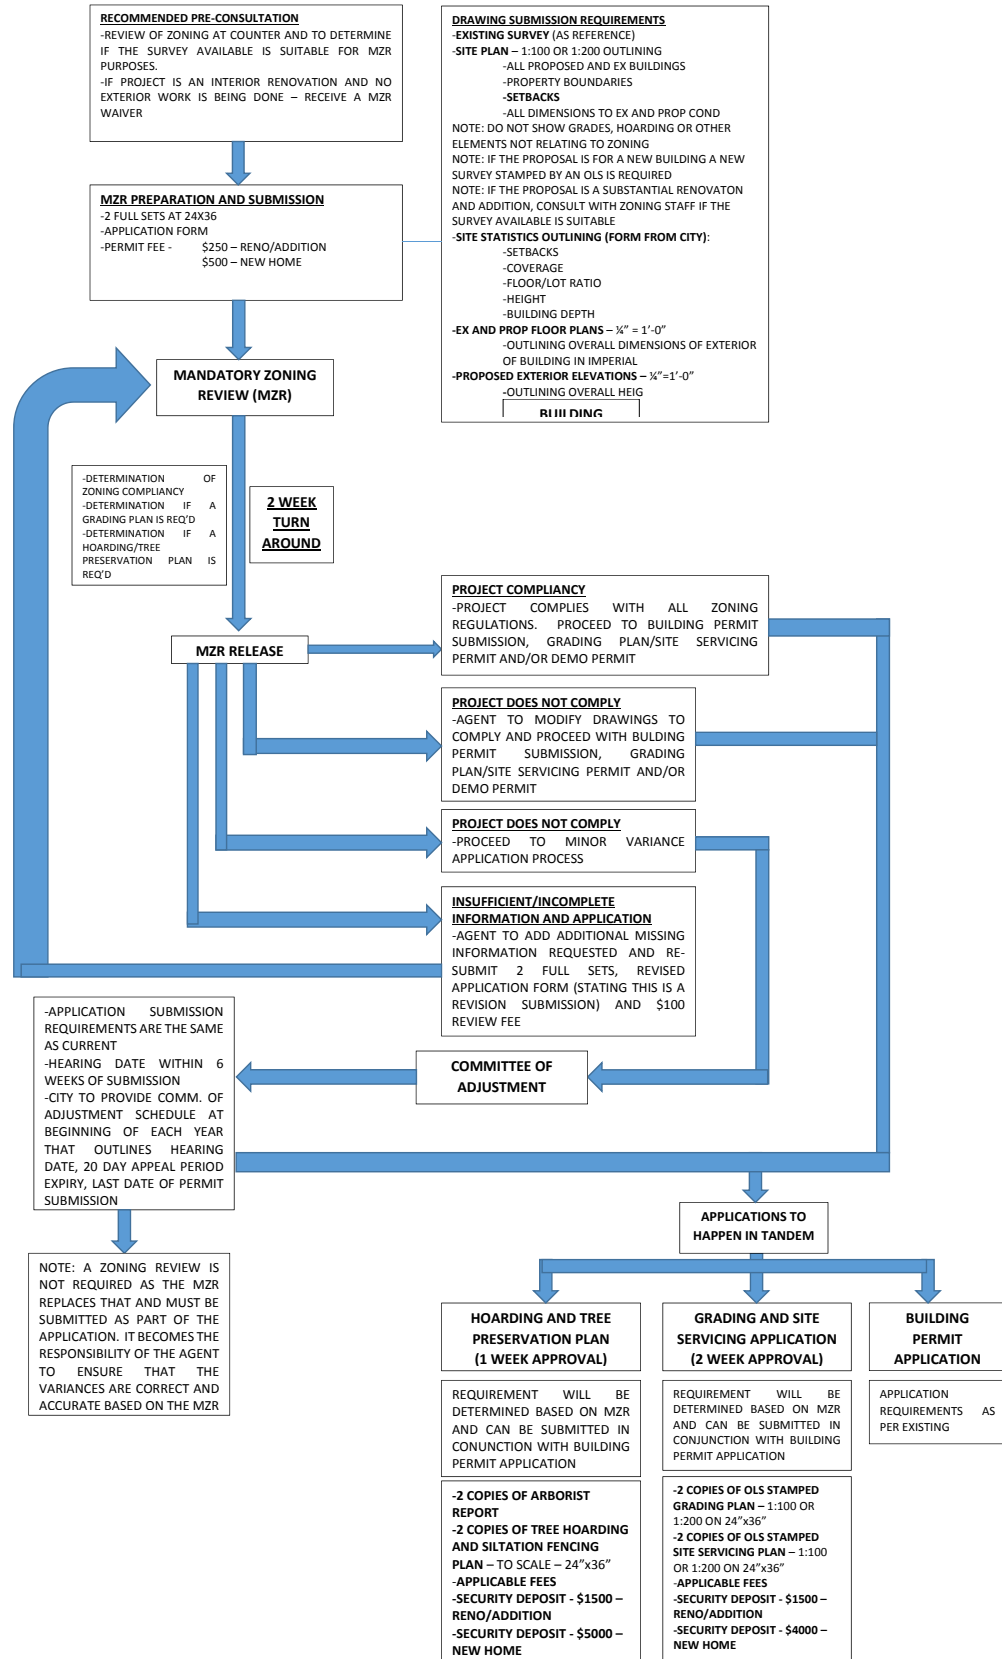 RECOMMENDED PRE-CONSULTATION
-REVIEW OF ZONING AT COUNTER AND TO DETERMINE
IF THE SURVEY AVAILABLE IS SUITABLE FOR MZR
PURPOSES.
-IF PROJECT IS AN INTERIOR RENOVATION AND NO
EXTERIOR WORK IS BEING DONE – RECEIVE A MZR
WAIVER
DRAWING SUBMISSION REQUIREMENTS
-EXISTING SURVEY (AS REFERENCE)
-SITE PLAN – 1:100 OR 1:200 OUTLINING
-ALL PROPOSED AND EX BUILDINGS
-PROPERTY BOUNDARIES
-SETBACKS
-ALL DIMENSIONS TO EX AND PROP COND
NOTE: DO NOT SHOW GRADES, HOARDING OR OTHER
ELEMENTS NOT RELATING TO ZONING
NOTE: IF THE PROPOSAL IS FOR A NEW BUILDING A NEW
SURVEY STAMPED BY AN OLS IS REQUIRED
NOTE: IF THE PROPOSAL IS A SUBSTANTIAL RENOVATON
AND ADDITION, CONSULT WITH ZONING STAFF IF THE
SURVEY AVAILABLE IS SUITABLE
-SITE STATISTICS OUTLINING (FORM FROM CITY):
-SETBACKS
-COVERAGE
-FLOOR/LOT RATIO
-HEIGHT
-BUILDING DEPTH
-EX AND PROP FLOOR PLANS – ¼” = 1’-0”
-OUTLINING OVERALL DIMENSIONS OF EXTERIOR
OF BUILDING IN IMPERIAL
-PROPOSED EXTERIOR ELEVATIONS – ¼”=1’-0”
-OUTLINING OVERALL HEIG
BUILDING
MZR PREPARATION AND SUBMISSION
-2 FULL SETS AT 24X36
-APPLICATION FORM
-PERMIT FEE - $250 – RENO/ADDITION
$500 – NEW HOME
MANDATORY ZONING
REVIEW (MZR)
-DETERMINATION OF
ZONING COMPLIANCY
-DETERMINATION IF A
GRADING PLAN IS REQ’D
-DETERMINATION IF A
HOARDING/TREE
PRESERVATION PLAN IS
REQ’D
2 WEEK
TURN
AROUND
MZR RELEASE
PROJECT COMPLIANCY
-PROJECT COMPLIES WITH ALL ZONING
REGULATIONS. PROCEED TO BUILDING PERMIT
SUBMISSION, GRADING PLAN/SITE SERVICING
PERMIT AND/OR DEMO PERMIT
PROJECT DOES NOT COMPLY
-AGENT TO MODIFY DRAWINGS TO
COMPLY AND PROCEED WITH BULDING
PERMIT SUBMISSION, GRADING
PLAN/SITE SERVICING PERMIT AND/OR
DEMO PERMIT
PROJECT DOES NOT COMPLY
-PROCEED TO MINOR VARIANCE
APPLICATION PROCESS
INSUFFICIENT/INCOMPLETE
INFORMATION AND APPLICATION
-AGENT TO ADD ADDITIONAL MISSING
INFORMATION REQUESTED AND RE-
SUBMIT 2 FULL SETS, REVISED
APPLICATION FORM (STATING THIS IS A
REVISION SUBMISSION) AND $100
REVIEW FEE
COMMITTEE OF
ADJUSTMENT
-APPLICATION SUBMISSION
REQUIREMENTS ARE THE SAME
AS CURRENT
-HEARING DATE WITHIN 6
WEEKS OF SUBMISSION
-CITY TO PROVIDE COMM. OF
ADJUSTMENT SCHEDULE AT
BEGINNING OF EACH YEAR
THAT OUTLINES HEARING
DATE, 20 DAY APPEAL PERIOD
EXPIRY, LAST DATE OF PERMIT
SUBMISSION
NOTE: A ZONING REVIEW IS
NOT REQUIRED AS THE MZR
REPLACES THAT AND MUST BE
SUBMITTED AS PART OF THE
APPLICATION. IT BECOMES THE
RESPONSIBILITY OF THE AGENT
TO ENSURE THAT THE
VARIANCES ARE CORRECT AND
ACCURATE BASED ON THE MZR
APPLICATIONS TO
HAPPEN IN TANDEM
HOARDING AND TREE
PRESERVATION PLAN
(1 WEEK APPROVAL)
REQUIREMENT WILL BE
DETERMINED BASED ON MZR
AND CAN BE SUBMITTED IN
CONUNCTION WITH BUILDING
PERMIT APPLICATION
-2 COPIES OF ARBORIST
REPORT
-2 COPIES OF TREE HOARDING
AND SILTATION FENCING
PLAN – TO SCALE – 24”x36”
-APPLICABLE FEES
-SECURITY DEPOSIT - $1500 –
RENO/ADDITION
-SECURITY DEPOSIT - $5000 –
NEW HOME
GRADING AND SITE
SERVICING APPLICATION
(2 WEEK APPROVAL)
REQUIREMENT WILL BE
DETERMINED BASED ON MZR
AND CAN BE SUBMITTED IN
CONJUNCTION WITH BUILDING
PERMIT APPLICATION
-2 COPIES OF OLS STAMPED
GRADING PLAN – 1:100 OR
1:200 ON 24”x36”
-2 COPIES OF OLS STAMPED
SITE SERVICING PLAN – 1:100
OR 1:200 ON 24”x36”
-APPLICABLE FEES
-SECURITY DEPOSIT - $1500 –
RENO/ADDITION
-SECURITY DEPOSIT - $4000 –
NEW HOME
BUILDING
PERMIT
APPLICATION
APPLICATION
REQUIREMENTS AS
PER EXISTING